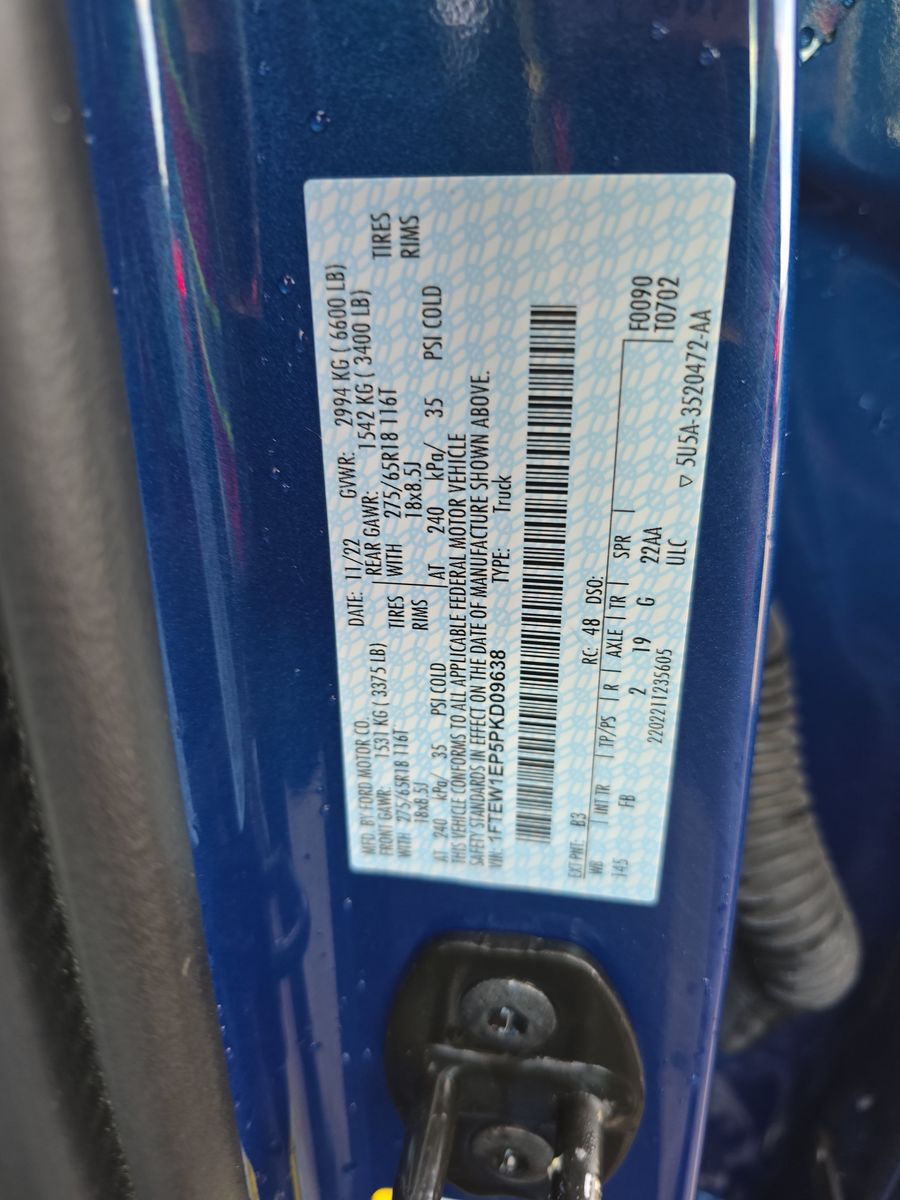 MFD. BY FORD MOTOR CO.
DATE: 11/22 GVWR: 2994 KG ( 6600 LB)
FRONT GAWR: 1531 KG ( 3375 LB) REAR GAWR: 1542 KG ( 3400 LB)
WITH 275/65R18 116T TIRES WITH 275/65R18 116T TIRES
18x8.5J RIMS 18x8.5J RIMS
AT 240 kPa/ 35 PSI COLD AT 240 kPa/ 35 PSI COLD
THIS VEHICLE CONFORMS TO ALL APPLICABLE FEDERAL MOTOR VEHICLE
SAFETY STANDARDS IN EFFECT ON THE DATE OF MANUFACTURE SHOWN ABOVE.
VIN: 1FTEW1EP5PKD09638 TYPE: Truck
EXT PNT: B3 RC: 48 DSO:
WB INT TR TP/PS R AXLE TR SPR F0090
145 FB 2 19 G 22AA T0702
2202211235605 ULC
▽ 5U5A-3520472-AA